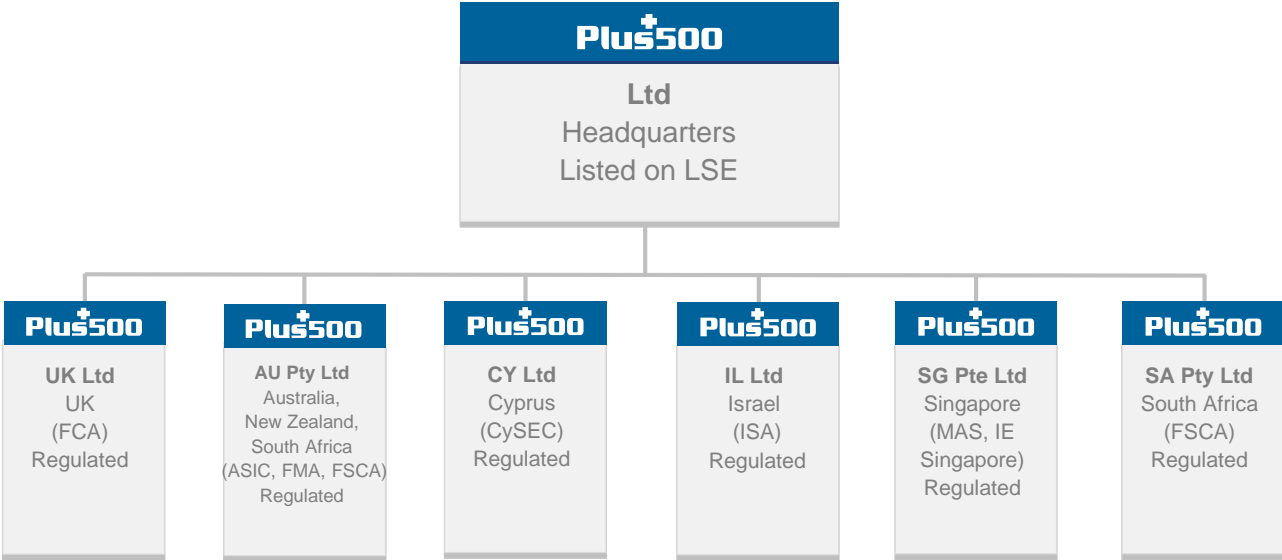 Plus500
Ltd
Headquarters
Listed on LSE
Plus500
UK Ltd
UK
(FCA)
Regulated
Plus500
AU Pty Ltd
Australia,
New Zealand,
South Africa
(ASIC, FMA, FSCA)
Regulated
Plus500
CY Ltd
Cyprus
(CySEC)
Regulated
Plus500
IL Ltd
Israel
(ISA)
Regulated
Plus500
SG Pte Ltd
Singapore
(MAS, IE
Singapore)
Regulated
Plus500
SA Pty Ltd
South Africa
(FSCA)
Regulated